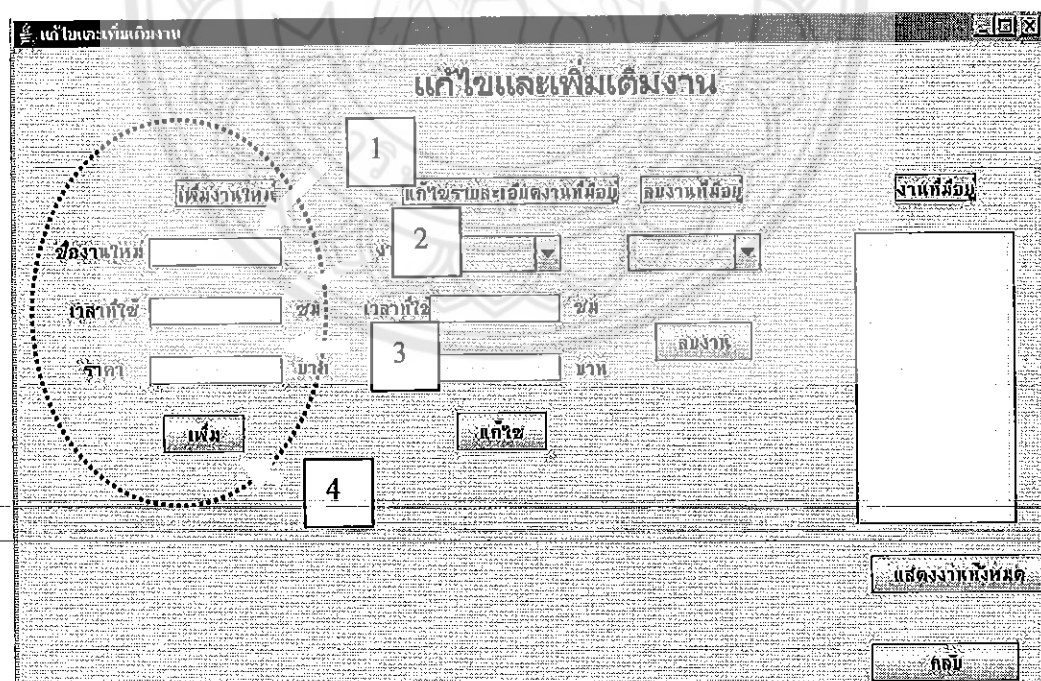 แก้ไขและเพิ่มเติมงาน
แก้ไขและเพิ่มเติมงาน
1
เพิ่มงานใหม่ แก้ไขรายละเอียดงานที่มีอยู่ ลบงานที่มีอยู่ งานที่มีอยู่
ชื่องานใหม่ 2
เวลาที่ใช้ ชม เวลาที่ใช้ ชม
3 ลบงาน
ราคา บาท บาท
เพิ่ม แก้ไข
4
แสดงงานทั้งหมด
กลับ